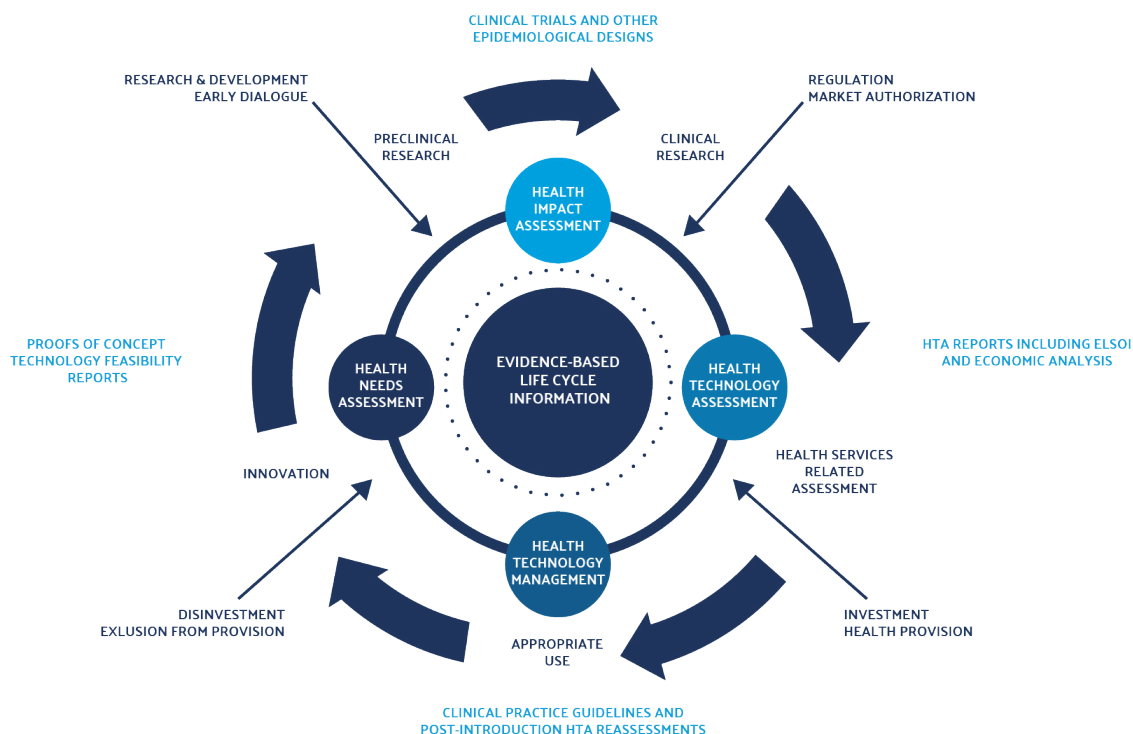 CLINICAL TRIALS AND OTHER
EPIDEMIOLOGICAL DESIGNS
RESEARCH & DEVELOPMENT
EARLY DIALOGUE
REGULATION
MARKET AUTHORIZATION
PRECLINICAL
RESEARCH
CLINICAL
RESEARCH
HEALTH
IMPACT
ASSESSMENT
PROOFS OF CONCEPT
TECHNOLOGY FEASIBILITY
REPORTS
HEALTH
NEEDS
ASSESSMENT
EVIDENCE-BASED
LIFE CYCLE
INFORMATION
HEALTH
TECHNOLOGY
ASSESSMENT
HTA REPORTS INCLUDING ELSOI
AND ECONOMIC ANALYSIS
INNOVATION
HEALTH SERVICES
RELATED
ASSESSMENT
HEALTH
TECHNOLOGY
MANAGEMENT
DISINVESTMENT
EXLUSION FROM PROVISION
APPROPRIATE
USE
INVESTMENT
HEALTH PROVISION
CLINICAL PRACTICE GUIDELINES AND
POST-INTRODUCTION HTA REASSESSMENTS